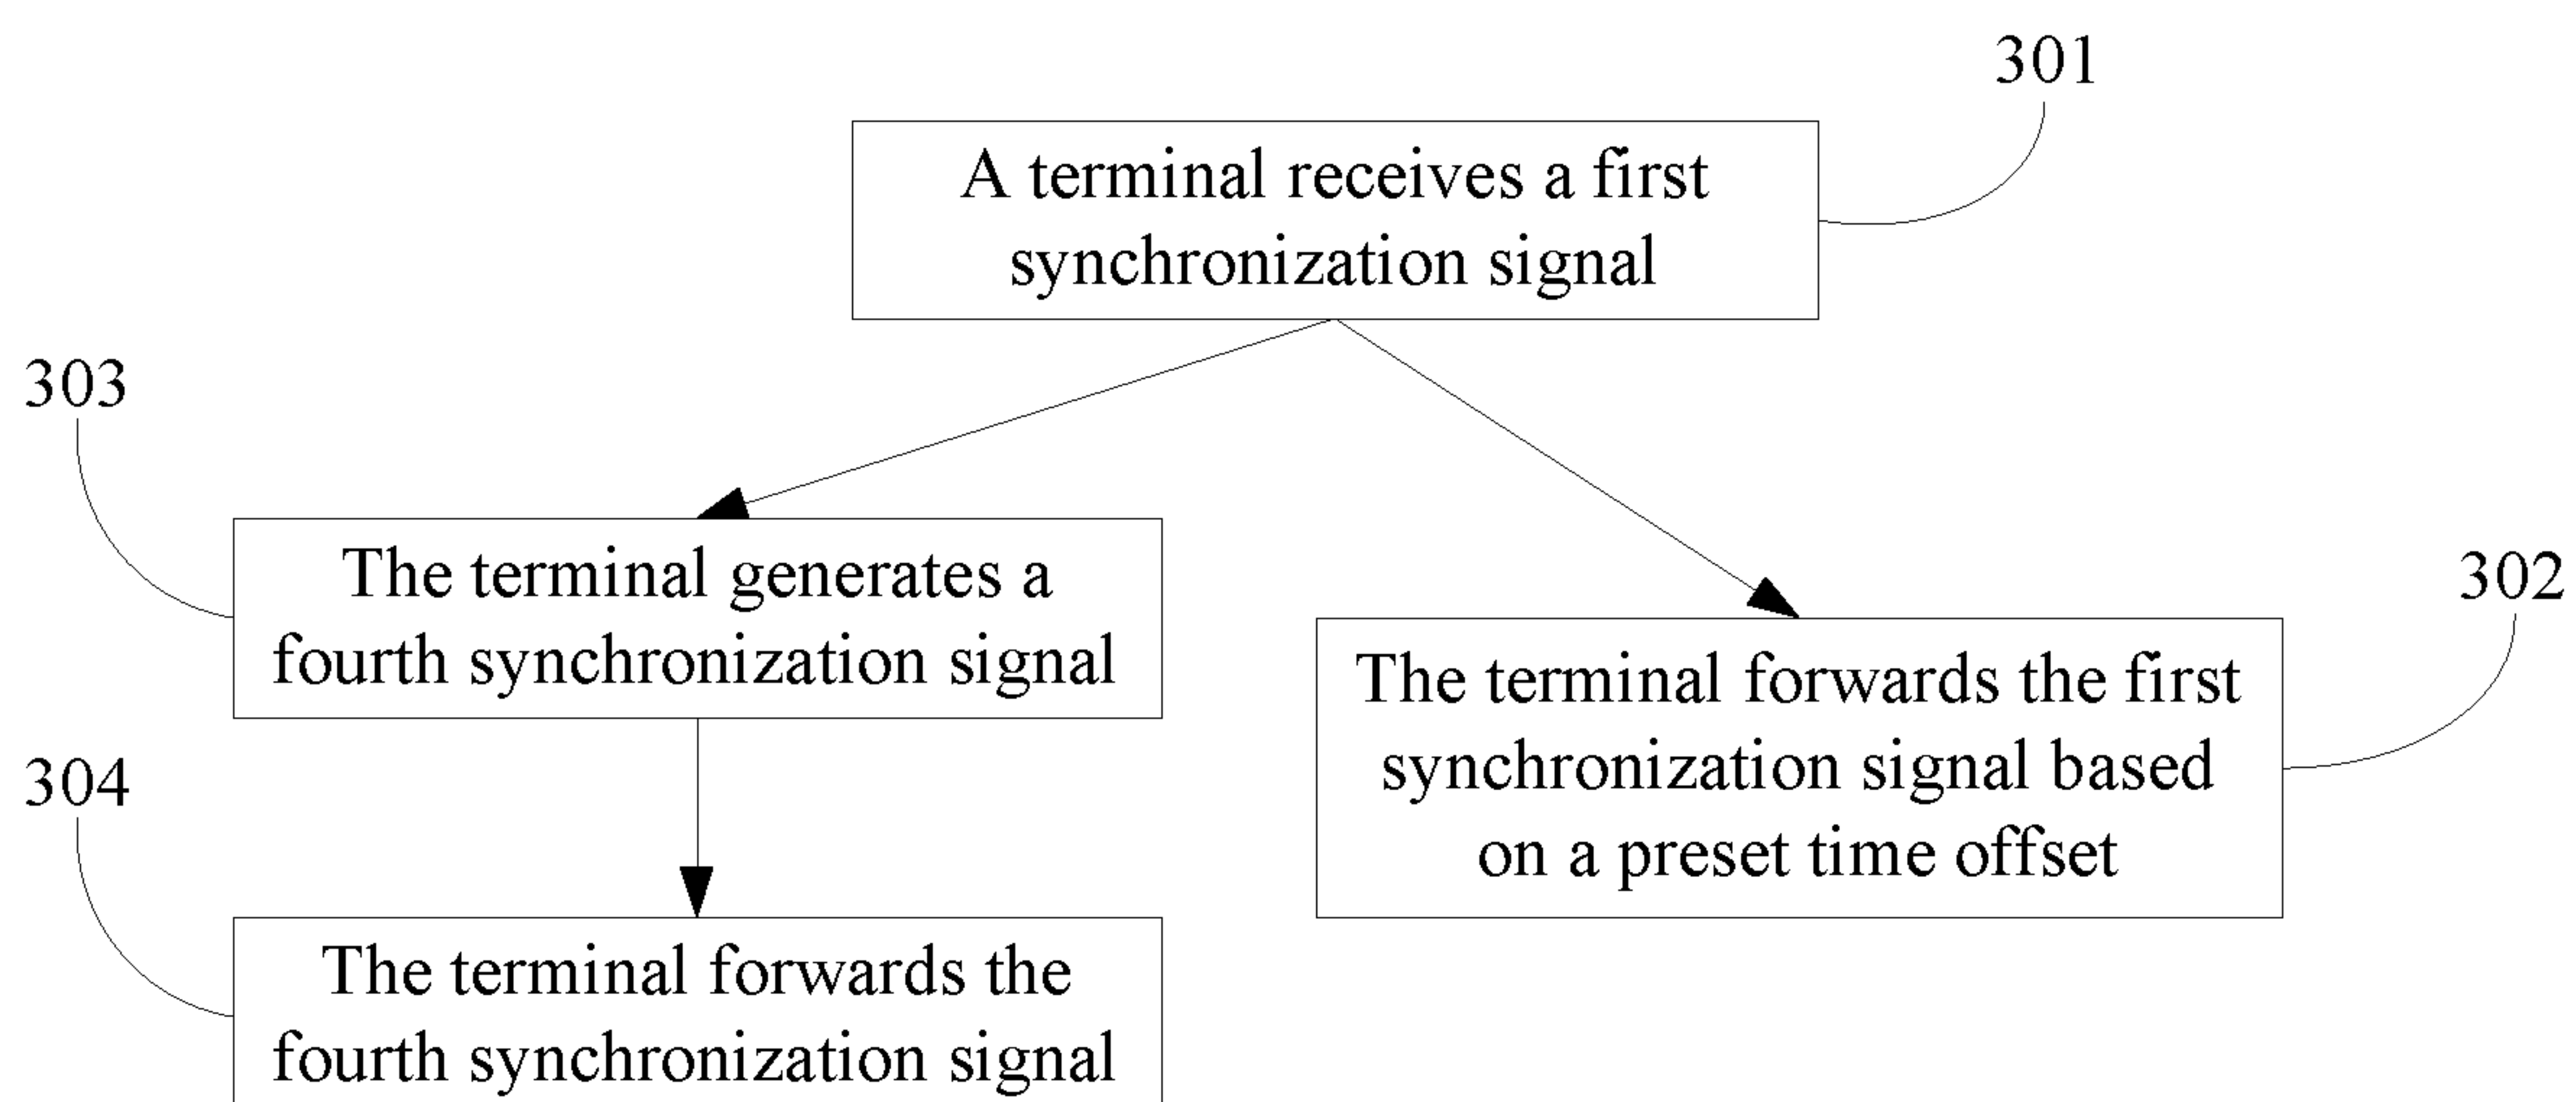 301
A terminal receives a first
synchronization signal
303
The terminal generates a
fourth synchronization signal
302
The terminal forwards the first
synchronization signal based
on a preset time offset
304
The terminal forwards the
fourth synchronization signal